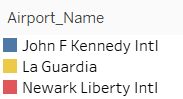 Airport_Name
John F Kennedy Intl
La Guardia
Newark Liberty Intl